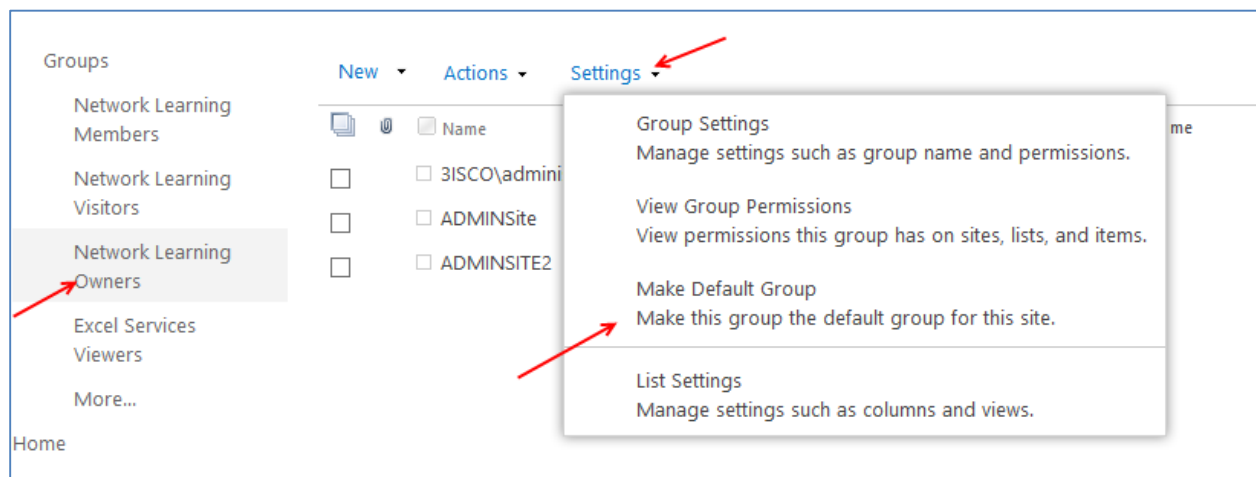 Groups
Network Learning
Members
Network Learning
Visitors
Network Learning
Owners
Excel Services
Viewers
More...
Home
New Actions Settings
Name
me
3ISCO\admini
ADMINSite
ADMINSITE2
Group Settings
Manage settings such as group name and permissions.
View Group Permissions
View permissions this group has on sites, lists, and items.
Make Default Group
Make this group the default group for this site.
List Settings
Manage settings such as columns and views.